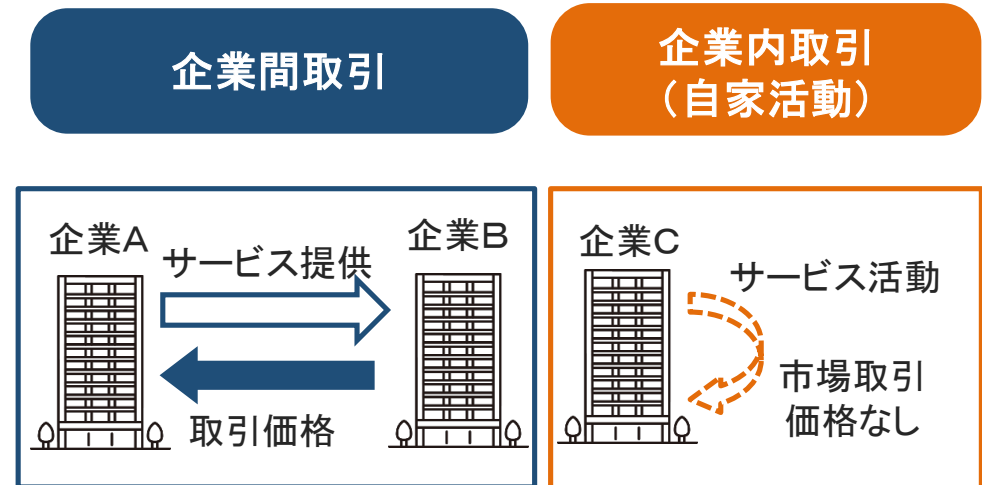 企業間取引
企業内取引
（自家活動）
企業A
サービス提供
企業B
取引価格
企業C
サービス活動
市場取引
価格なし